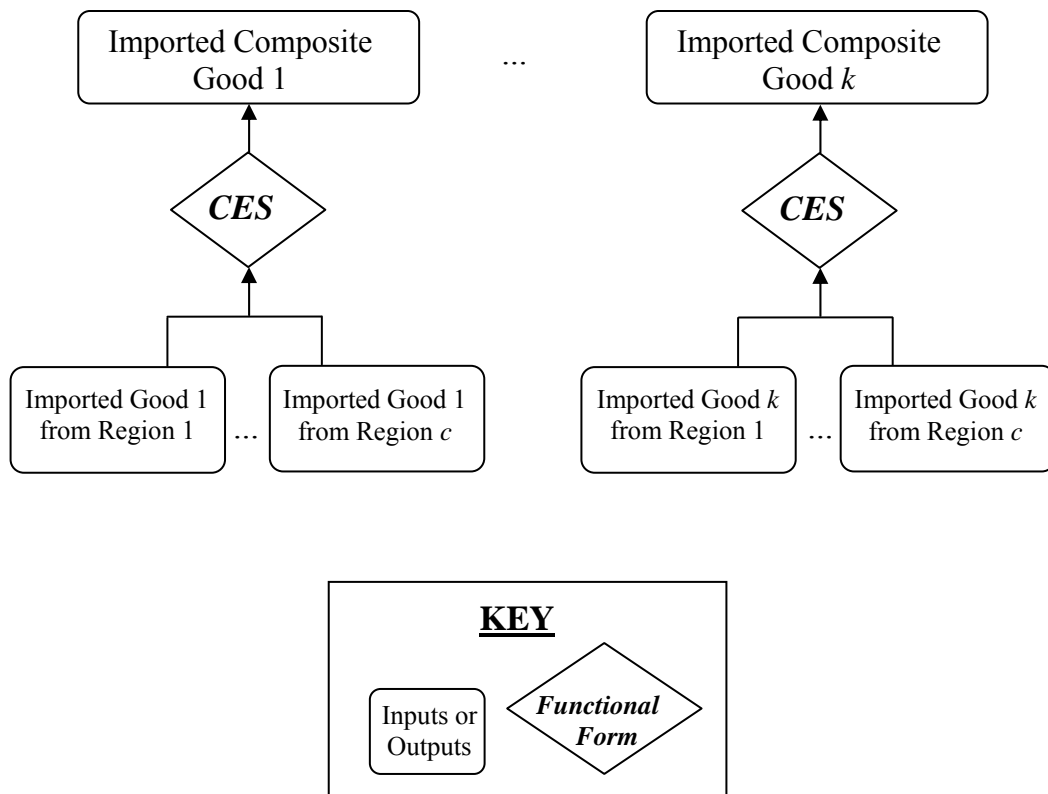 Imported Composite
Good 1
...
Imported Composite
Good k
CES
CES
Imported Good 1
from Region 1
...
Imported Good 1
from Region c
Imported Good k
from Region 1
...
Imported Good k
from Region c
KEY
Inputs or
Outputs
Functional
Form